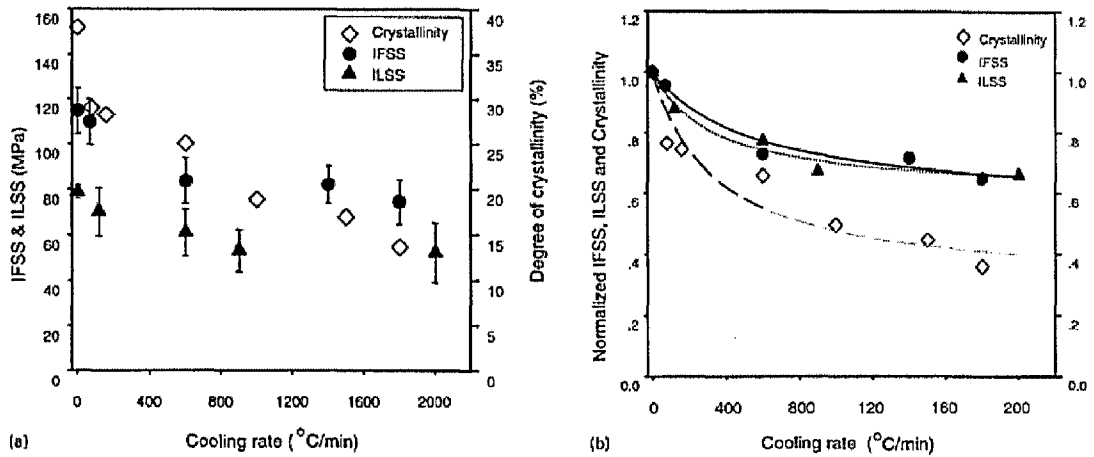 160
140
120
100
80
60
40
20
0
IFSS & ILSS (MPa)
Crystallinity
IFSS
ILSS
40
35
30
25
20
15
10
5
0
Degree of crystallinity (%)
0 400 800 1200 1600 2000
(a) Cooling rate (°C/min)
1.2
1.0
.8
.6
.4
.2
0.0
Normalized IFSS, ILSS and Crystallinity
Crystallinity
IFSS
ILSS
1.2
1.0
.8
.6
.4
.2
0.0
0 400 800 120 160 200
(b) Cooling rate (°C/min)